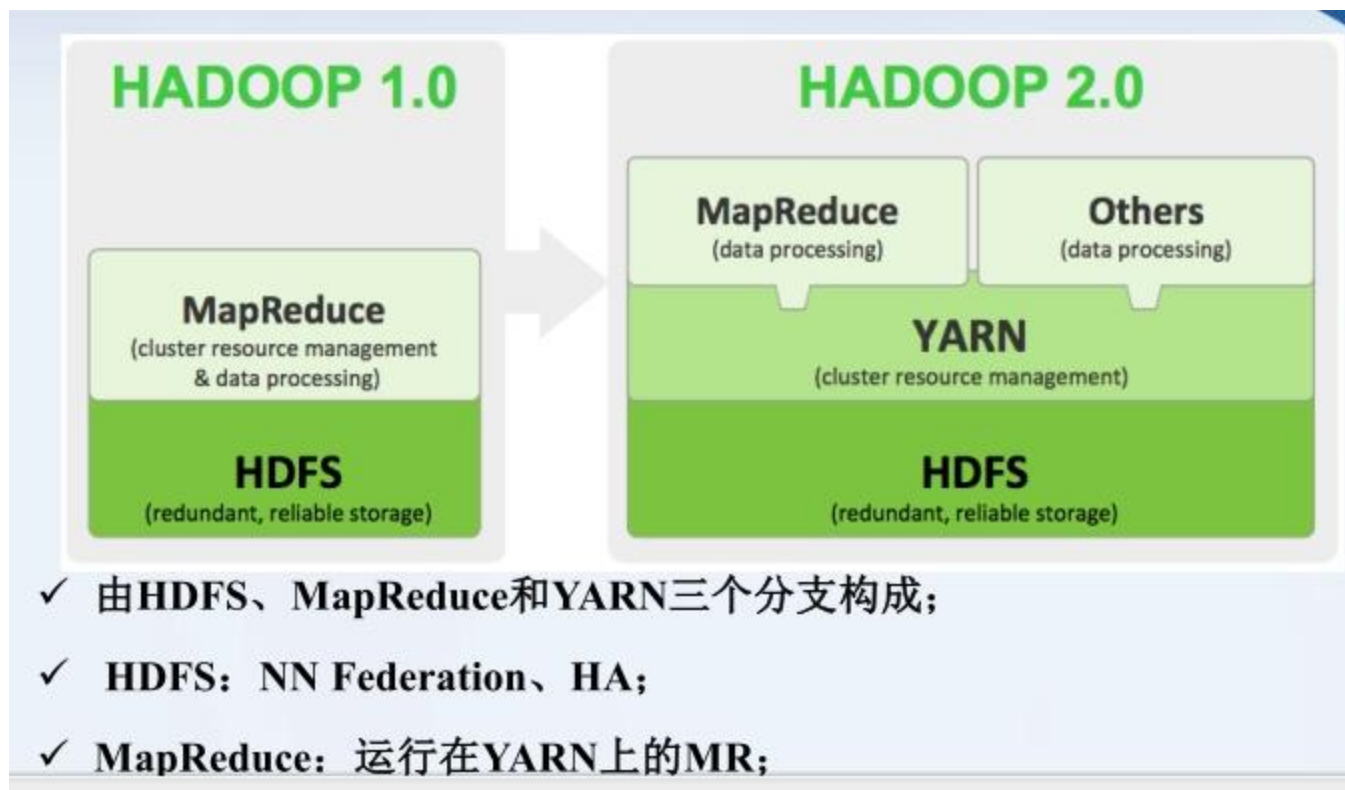 HADOOP 1.0
MapReduce
(cluster resource management
& data processing)
HDFS
(redundant, reliable storage)
HADOOP 2.0
MapReduce
(data processing)
Others
(data processing)
YARN
(cluster resource management)
HDFS
(redundant, reliable storage)
✓ 由HDFS、MapReduce和YARN三个分支构成；
✓ HDFS：NN Federation、HA；
✓ MapReduce：运行在YARN上的MR；